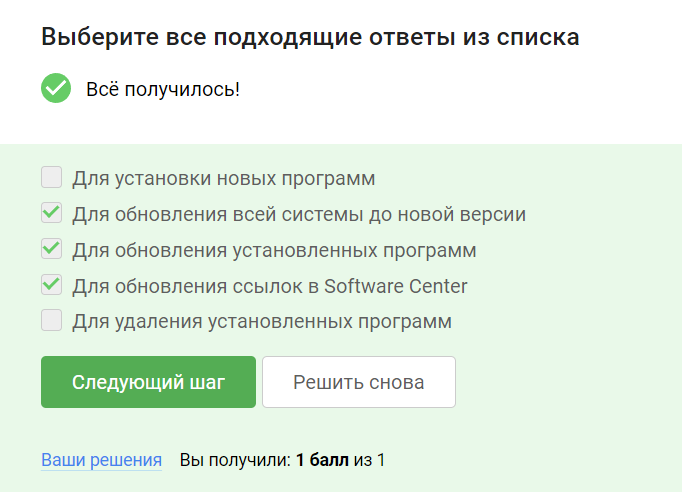 Выберите все подходящие ответы из списка
Всё получилось!
Для установки новых программ
Для обновления всей системы до новой версии
Для обновления установленных программ
Для обновления ссылок в Software Center
Для удаления установленных программ
Следующий шаг
Решить снова
Ваши решения Вы получили: 1 балл из 1